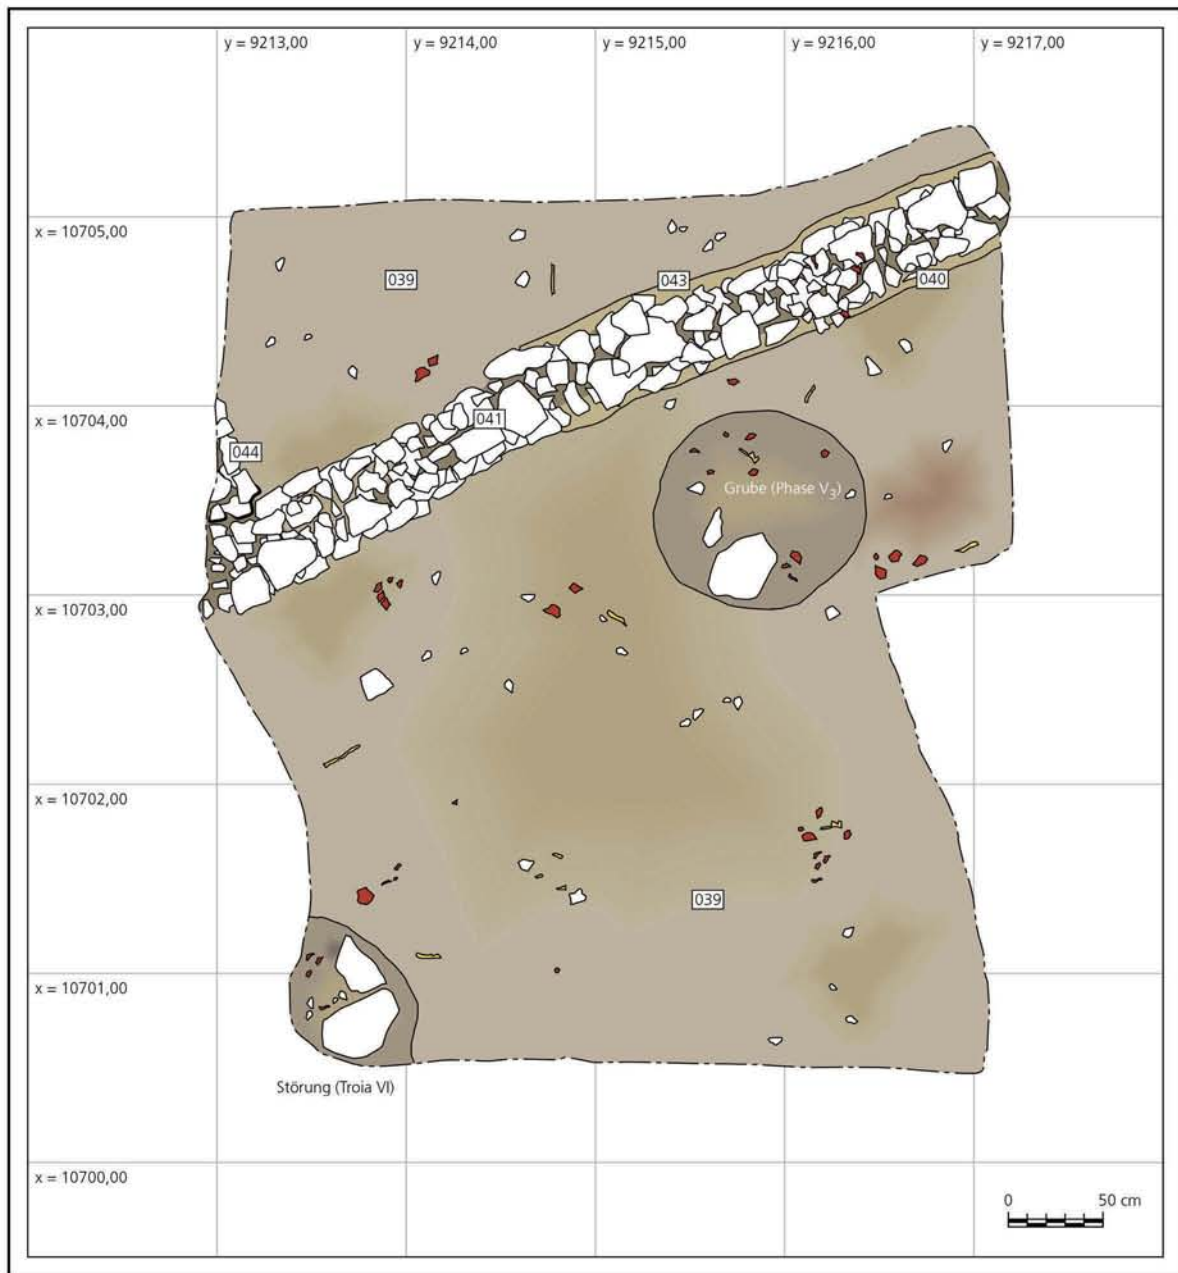 y = 9213,00
y = 9214,00
y = 9215,00
y = 9216,00
y = 9217,00
x = 10705,00
039
043
040
x = 10704,00
041
044
Grube (Phase V3)
x = 10703,00
x = 10702,00
039
x = 10701,00
Störung (Troia VI)
x = 10700,00
0 50 cm